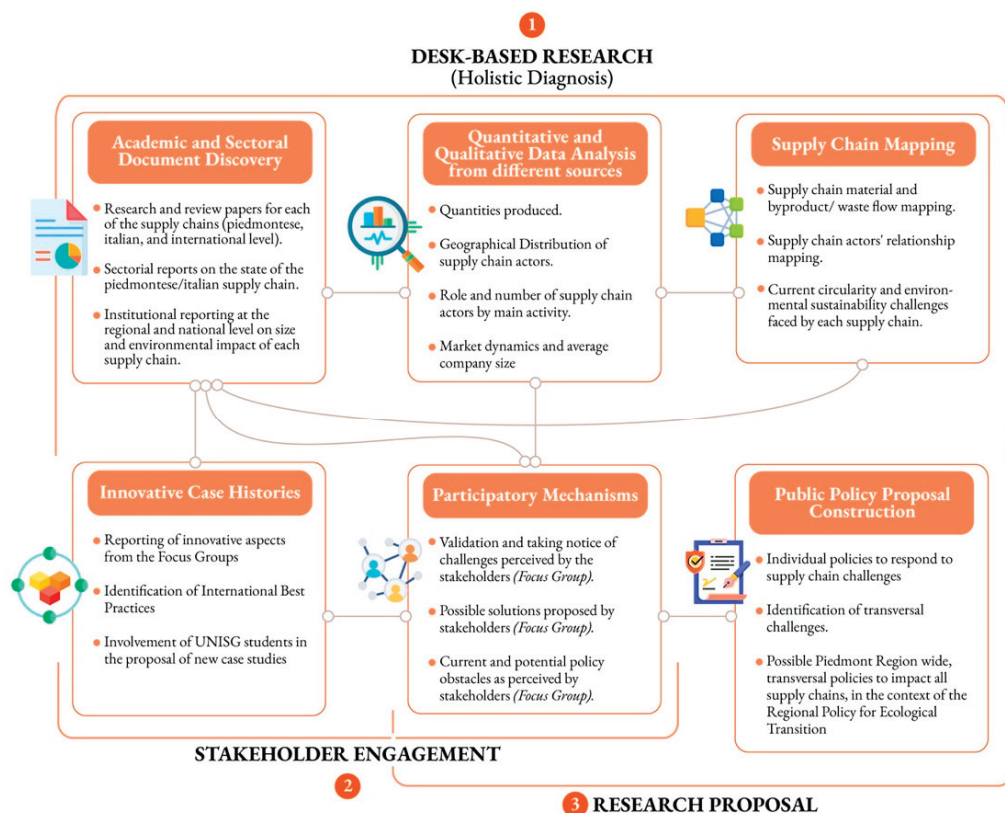 1
DESK-BASED RESEARCH
(Holistic Diagnosis)
Academic and Sectoral
Document Discovery
Research and review papers for each
of the supply chains (piedmontese,
italian, and international level).
Sectorial reports on the state of the
piedmontese/italian supply chain.
Institutional reporting at the
regional and national level on size
and environmental impact of each
supply chain.
Quantitative and
Qualitative Data Analysis
from different sources
Quantities produced.
Geographical Distribution of
supply chain actors.
Role and number of supply chain
actors by main activity.
Market dynamics and average
company size
Supply Chain Mapping
Supply chain material and
byproduct/ waste flow mapping.
Supply chain actors' relationship
mapping.
Current circularity and environ-
mental sustainability challenges
faced by each supply chain.
Innovative Case Histories
Reporting of innovative aspects
from the Focus Groups
Identification of International Best
Practices
Involvement of UNISG students in
the proposal of new case studies
Participatory Mechanisms
Validation and taking notice of
challenges perceived by the
stakeholders (Focus Group).
Possible solutions proposed by
stakeholders (Focus Group).
Current and potential policy
obstacles as perceived by
stakeholders (Focus Group).
Public Policy Proposal
Construction
Individual policies to respond to
supply chain challenges
Identification of transversal
challenges.
Possible Piedmont Region wide,
transversal policies to impact all
supply chains, in the context of the
Regional Policy for Ecological
Transition
STAKEHOLDER ENGAGEMENT
2
3 RESEARCH PROPOSAL